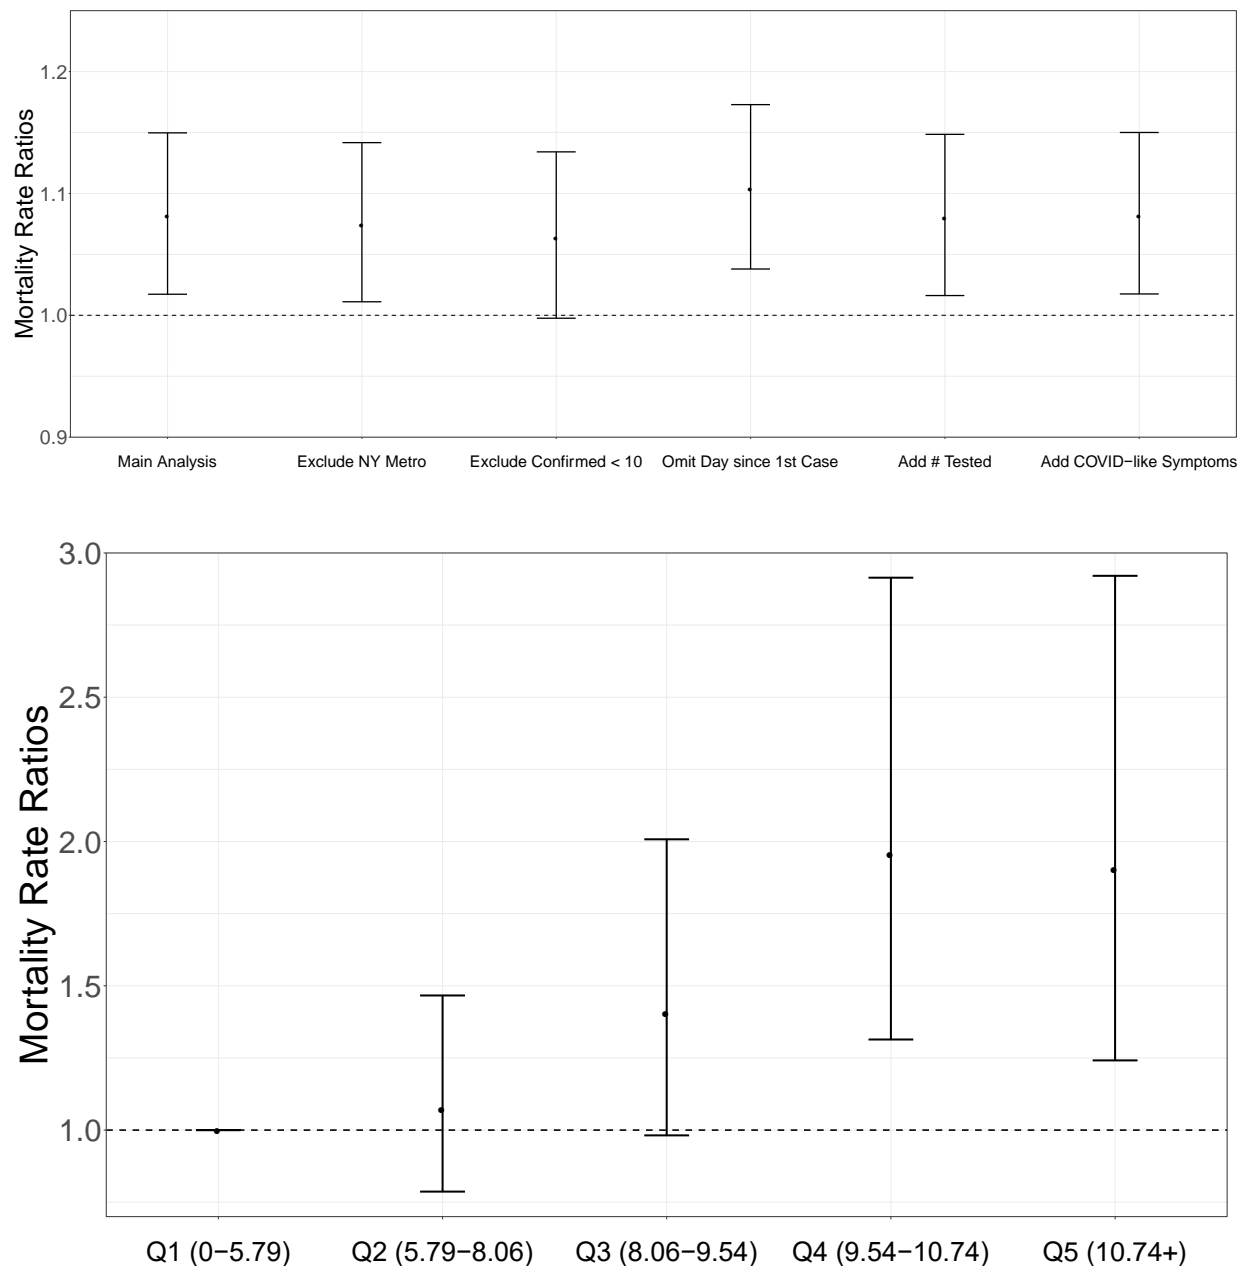 Mortality Rate Ratios
1.2
1.1
1.0
0.9
Main Analysis Exclude NY Metro Exclude Confirmed < 10 Omit Day since 1st Case Add # Tested Add COVID−like Symptoms
Mortality Rate Ratios
3.0
2.5
2.0
1.5
1.0
Q1 (0−5.79) Q2 (5.79−8.06) Q3 (8.06−9.54) Q4 (9.54−10.74) Q5 (10.74+)